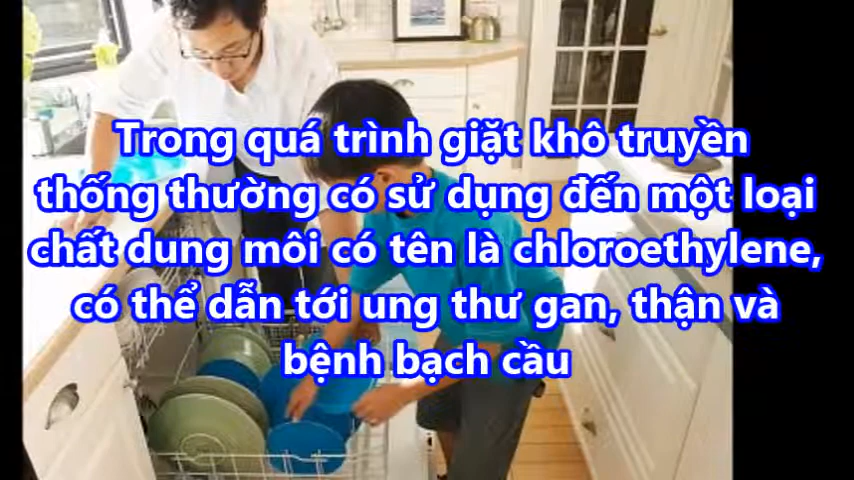 Trong quá trình giặt khô truyền
thống thường có sử dụng đến một loại
chất dung môi có tên là chloroethylene,
có thể dẫn tới ung thư gan, thận và
bệnh bạch cầu